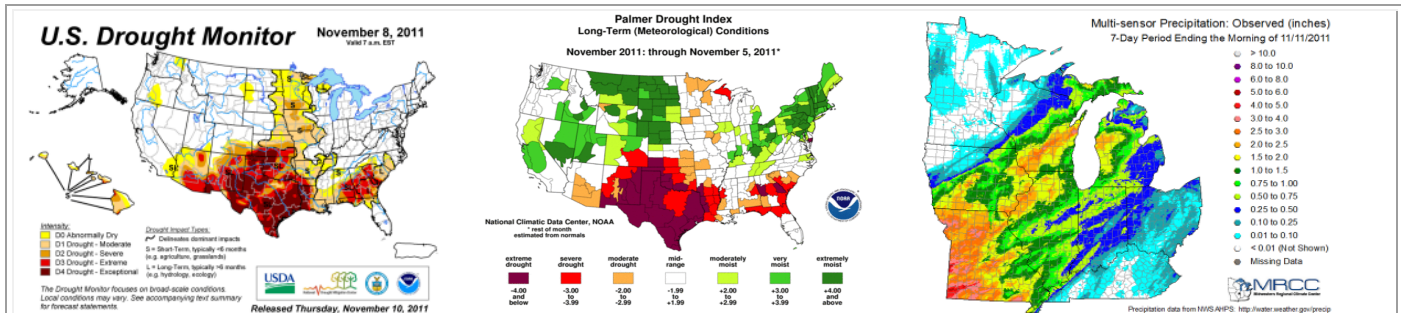 U.S. Drought Monitor
November 8, 2011
Valid 7 a.m. EST
Intensity:
D0 Abnormally Dry
D1 Drought - Moderate
D2 Drought - Severe
D3 Drought - Extreme
D4 Drought - Exceptional
Drought Impact Types:
Delineates dominant impacts
S = Short-Term, typically <6 months
(e.g. agriculture, grasslands)
L = Long-Term, typically >6 months
(e.g. hydrology, ecology)
The Drought Monitor focuses on broad-scale conditions.
Local conditions may vary. See accompanying text summary
for forecast statements.
USDA
Released Thursday, November 10, 2011
Palmer Drought Index
Long-Term (Meteorological) Conditions
November 2011: through November 5, 2011*
National Climatic Data Center, NOAA
* rest of month
estimated from normals
NOAA
extreme drought
severe drought
moderate drought
mid-range
moderately moist
very moist
extremely moist
-4.00 and below
-3.00 to -3.99
-2.00 to -2.99
-1.99 to +1.99
+2.00 to +2.99
+3.00 to +3.99
+4.00 and above
Multi-sensor Precipitation: Observed (inches)
7-Day Period Ending the Morning of 11/11/2011
> 10.0
8.0 to 10.0
6.0 to 8.0
5.0 to 6.0
4.0 to 5.0
3.0 to 4.0
2.5 to 3.0
2.0 to 2.5
1.5 to 2.0
1.0 to 1.5
0.75 to 1.00
0.50 to 0.75
0.25 to 0.50
0.10 to 0.25
0.01 to 0.10
< 0.01 (Not Shown)
Missing Data
MRCC
Midwestern Regional Climate Center
Precipitation data from NWS AHPS: http://water.weather.gov/precip